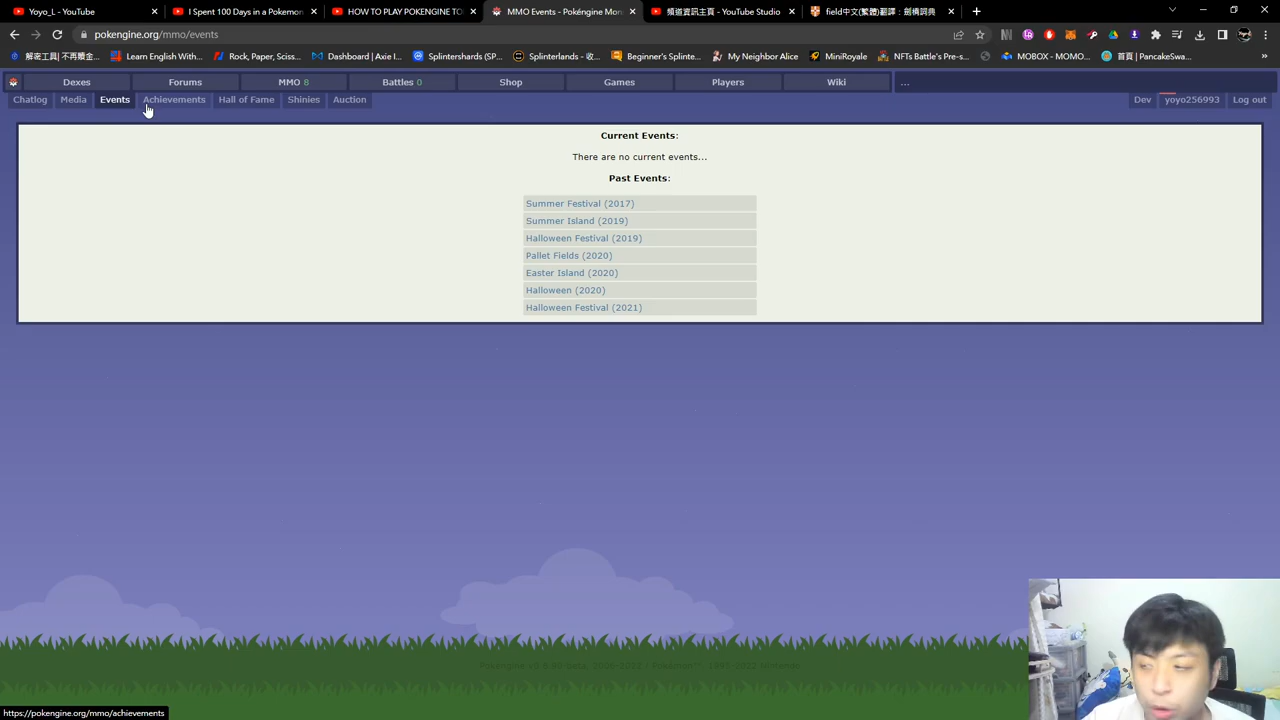 Yoyo_L - YouTube
I Spent 100 Days in a Pokemon
HOW TO PLAY POKENGINE TO
MMO Events - Pokéngine Mon
頻道資訊主頁 - YouTube Studio
field中文(繁體)翻譯：劍橋詞典
pokengine.org/mmo/events
解密工具| 不再贖金...
Learn English With...
Rock, Paper, Sciss...
Dashboard | Axie I...
Splintershards (SP...
Splinterlands - 收...
Beginner's Splinte...
My Neighbor Alice
MiniRoyale
NFTs Battle's Pre-s...
MOBOX - MOMO...
首頁 | PancakeSwa...
Dexes
Forums
MMO 8
Battles 0
Shop
Games
Players
Wiki
...
Chatlog
Media
Events
Achievements
Hall of Fame
Shinies
Auction
Dev
yoyo256993
Log out
Current Events:
There are no current events...
Past Events:
Summer Festival (2017)
Summer Island (2019)
Halloween Festival (2019)
Pallet Fields (2020)
Easter Island (2020)
Halloween (2020)
Halloween Festival (2021)
https://pokengine.org/mmo/achievements